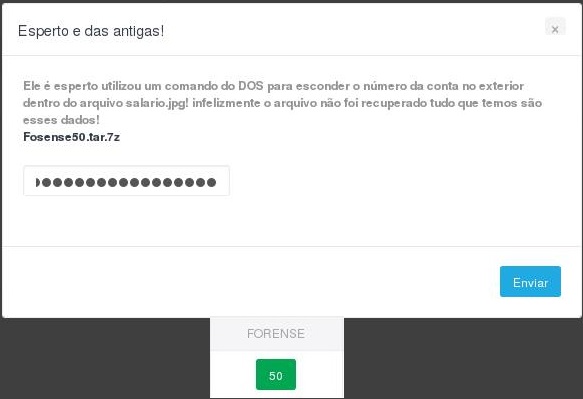 Esperto e das antigas!
×
Ele é esperto utilizou um comando do DOS para esconder o número da conta no exterior
dentro do arquivo salario.jpg! infelizmente o arquivo não foi recuperado tudo que temos são
esses dados!
Fosense50.tar.7z
Enviar
FORENSE
50